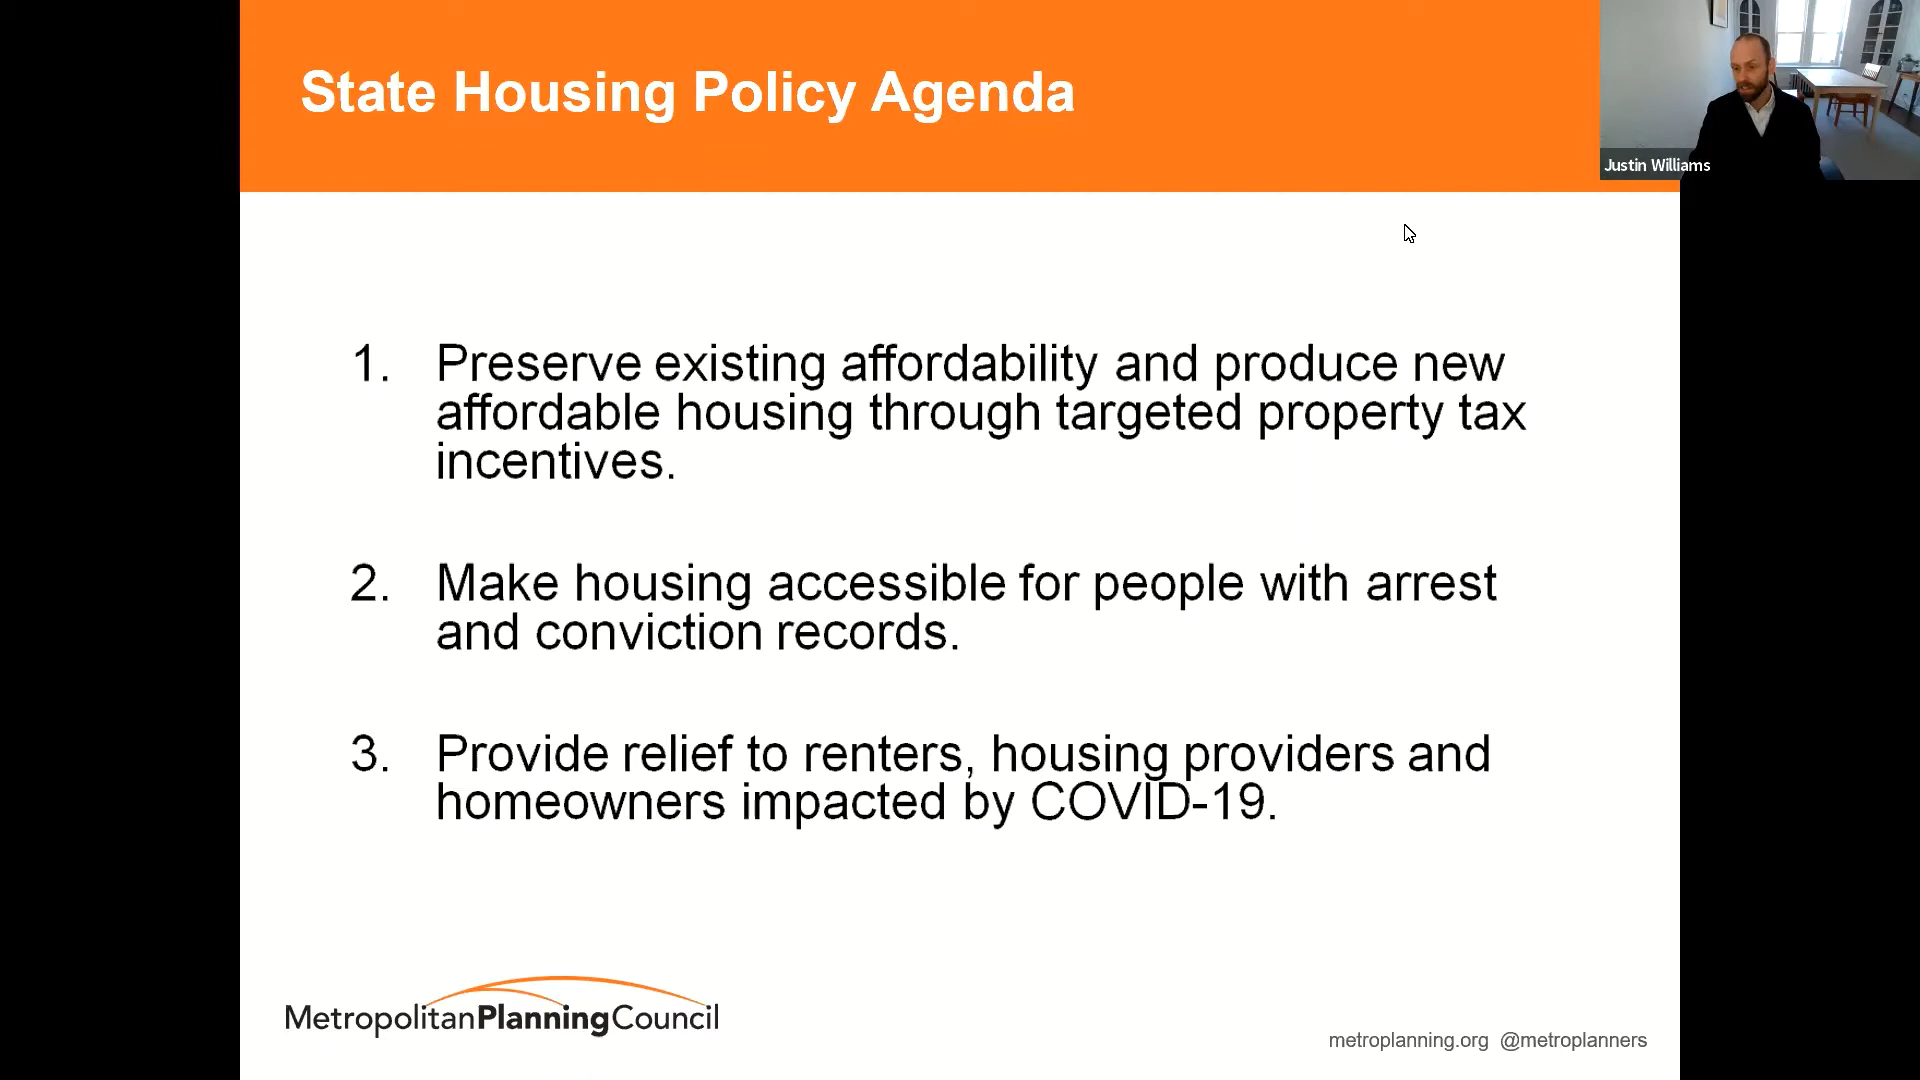 State Housing Policy Agenda
Justin Williams
1. Preserve existing affordability and produce new
affordable housing through targeted property tax
incentives.
2. Make housing accessible for people with arrest
and conviction records.
3. Provide relief to renters, housing providers and
homeowners impacted by COVID-19.
MetropolitanPlanningCouncil
metroplanning.org @metroplanners